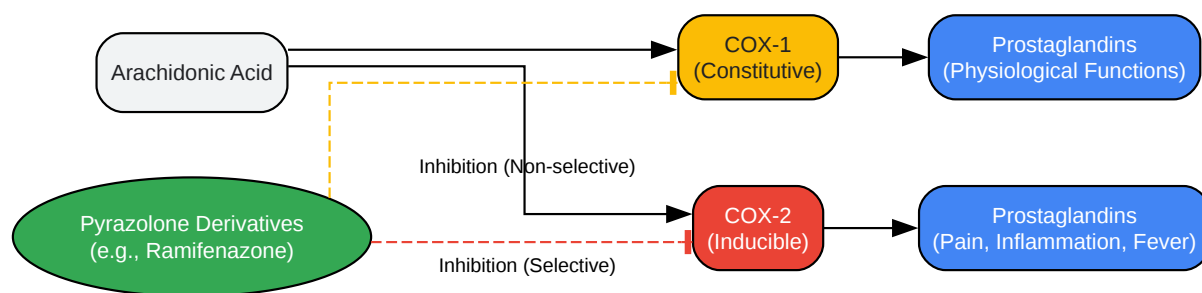 Arachidonic Acid
COX-1
(Constitutive)
Prostaglandins
(Physiological Functions)
Inhibition (Non-selective)
Pyrazolone Derivatives
(e.g., Ramifenazone)
Inhibition (Selective)
COX-2
(Inducible)
Prostaglandins
(Pain, Inflammation, Fever)